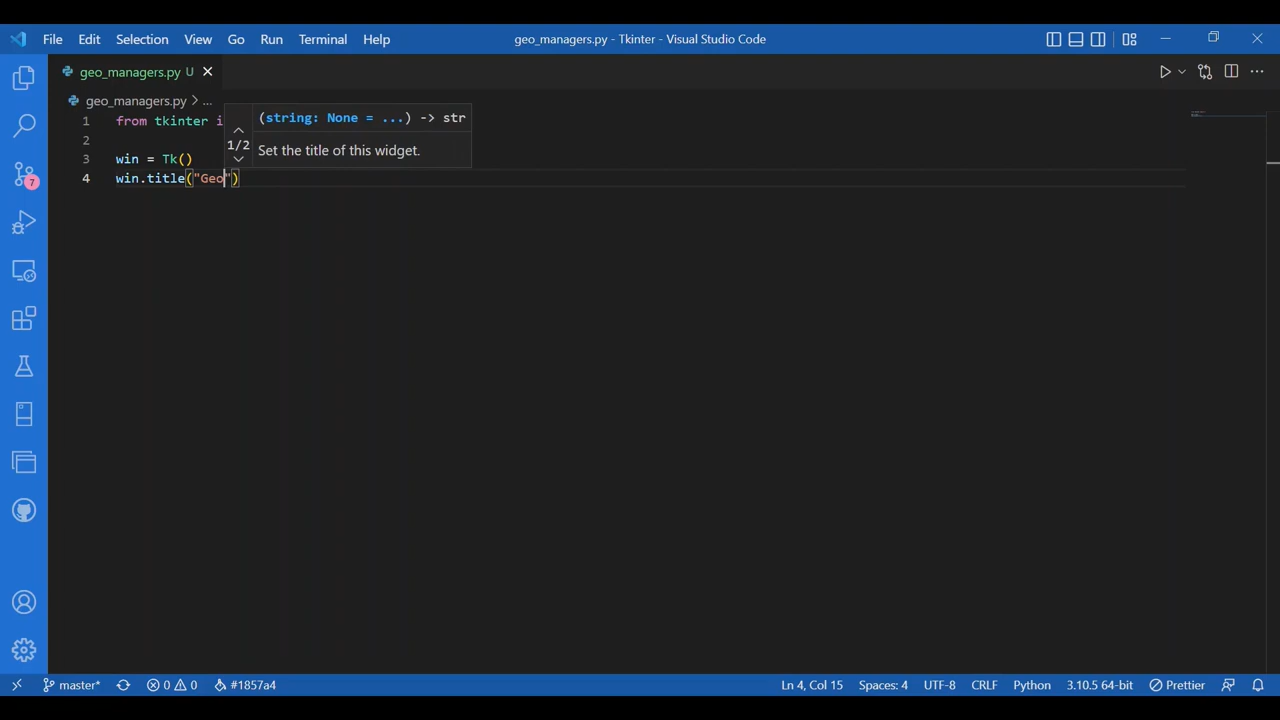 File Edit Selection View Go Run Terminal Help geo_managers.py - Tkinter - Visual Studio Code
geo_managers.py U
geo_managers.py > ...
1 from tkinter i
(string: None = ...) -> str
1/2
Set the title of this widget.
2
3 win = Tk()
4 win.title("Geo")
7
master* 0 0 #1857a4 Ln 4, Col 15 Spaces: 4 UTF-8 CRLF Python 3.10.5 64-bit Prettier